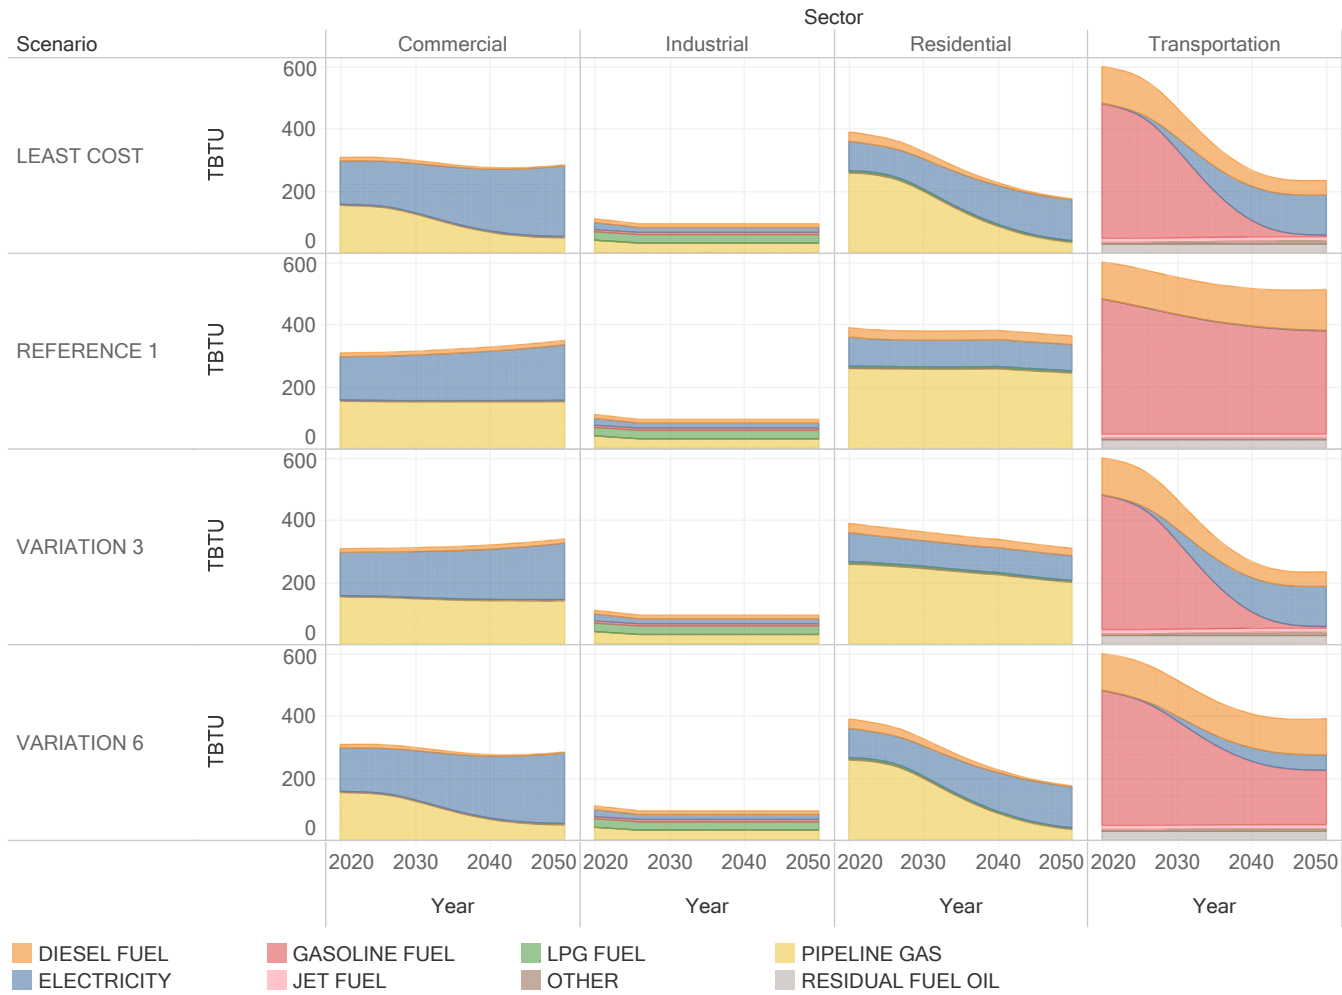 Sector
Scenario
Commercial Industrial Residential Transportation
LEAST COST
TBTU
600
400
200
0
REFERENCE 1
TBTU
600
400
200
0
VARIATION 3
TBTU
600
400
200
0
VARIATION 6
TBTU
600
400
200
0
2020 2030 2040 2050 2020 2030 2040 2050 2020 2030 2040 2050 2020 2030 2040 2050
Year Year Year Year
DIESEL FUEL GASOLINE FUEL LPG FUEL PIPELINE GAS
ELECTRICITY JET FUEL OTHER RESIDUAL FUEL OIL